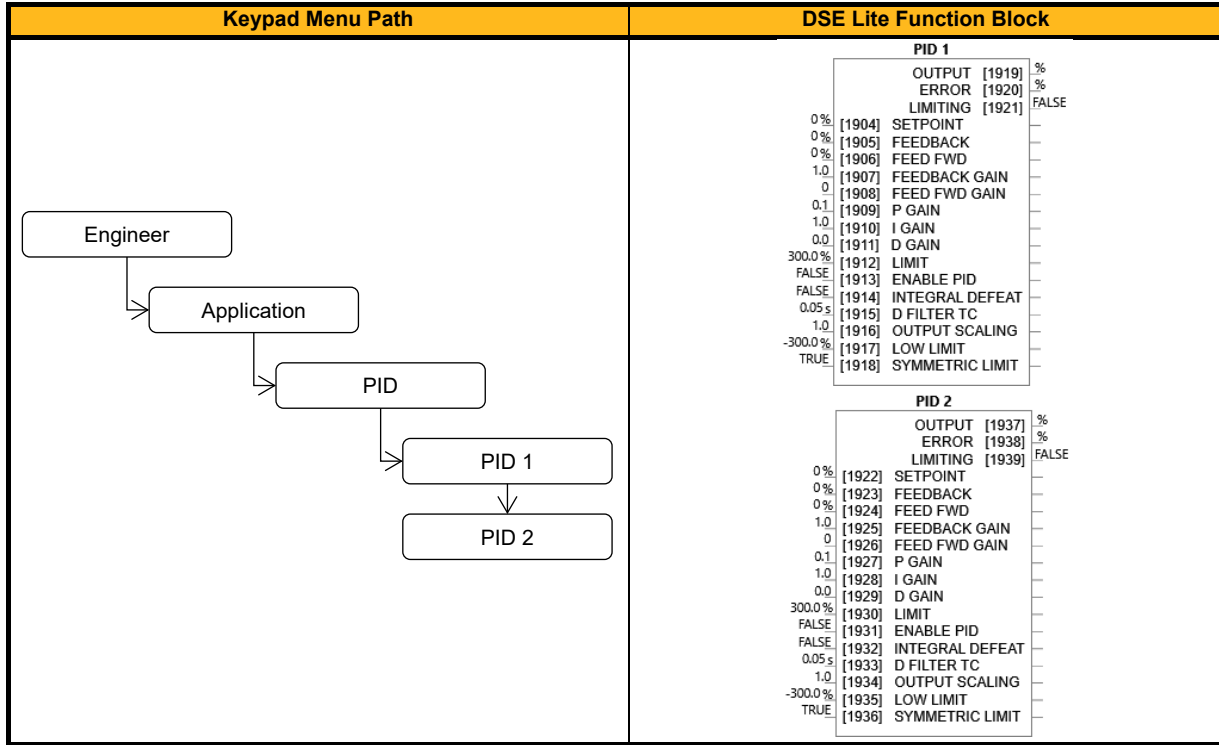 Keypad Menu Path
DSE Lite Function Block
Engineer
Application
PID
PID 1
PID 2
PID 1
OUTPUT [1919] %
ERROR [1920] %
LIMITING [1921] FALSE
0 % [1904] SETPOINT
0 % [1905] FEEDBACK
0 % [1906] FEED FWD
1.0 [1907] FEEDBACK GAIN
0 [1908] FEED FWD GAIN
0.1 [1909] P GAIN
1.0 [1910] I GAIN
0.0 [1911] D GAIN
300.0 % [1912] LIMIT
FALSE [1913] ENABLE PID
FALSE [1914] INTEGRAL DEFEAT
0.05 s [1915] D FILTER TC
1.0 [1916] OUTPUT SCALING
-300.0 % [1917] LOW LIMIT
TRUE [1918] SYMMETRIC LIMIT
PID 2
OUTPUT [1937] %
ERROR [1938] %
LIMITING [1939] FALSE
0 % [1922] SETPOINT
0 % [1923] FEEDBACK
0 % [1924] FEED FWD
1.0 [1925] FEEDBACK GAIN
0 [1926] FEED FWD GAIN
0.1 [1927] P GAIN
1.0 [1928] I GAIN
0.0 [1929] D GAIN
300.0 % [1930] LIMIT
FALSE [1931] ENABLE PID
FALSE [1932] INTEGRAL DEFEAT
0.05 s [1933] D FILTER TC
1.0 [1934] OUTPUT SCALING
-300.0 % [1935] LOW LIMIT
TRUE [1936] SYMMETRIC LIMIT